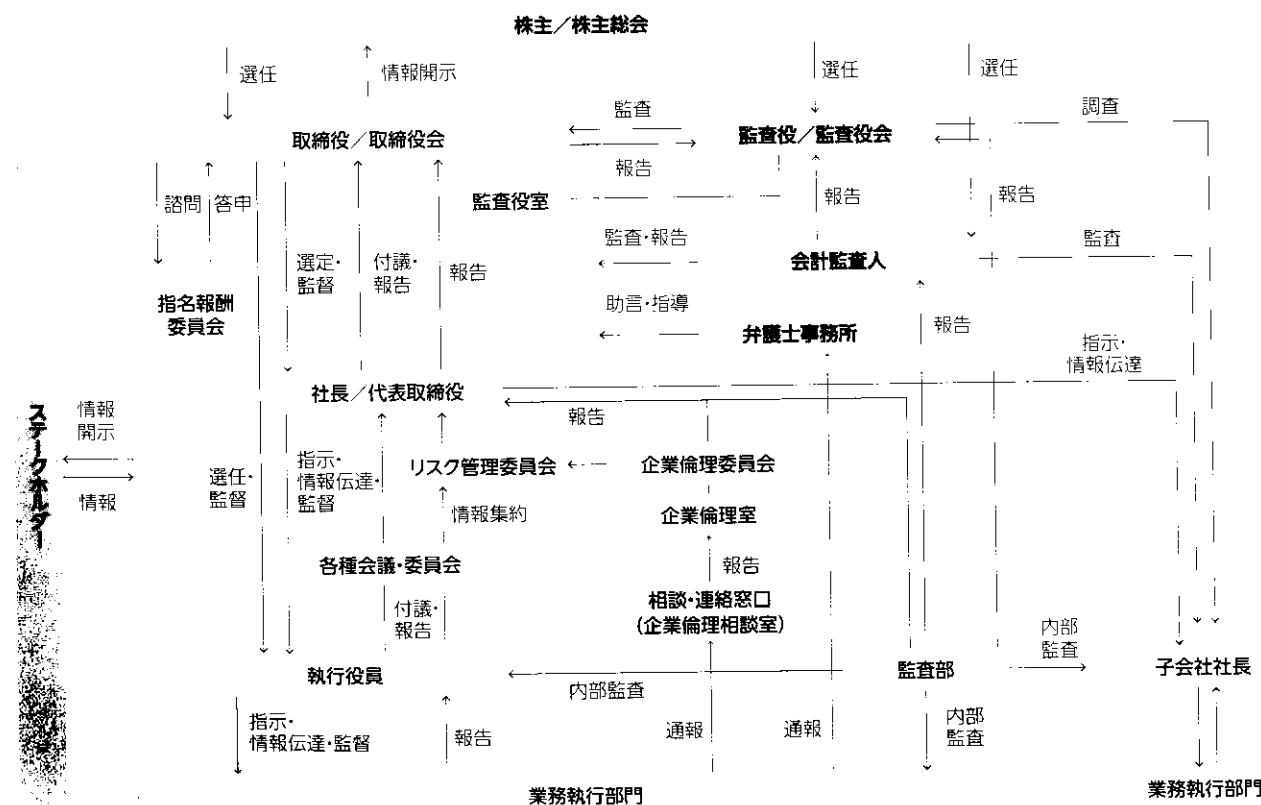 株主／株主総会
選任
情報開示
選任
選任
監査
調査
取締役／取締役会
監査役／監査役会
報告
諮問
答申
監査役室
報告
報告
監査・報告
監査
選定・
監督
付議・
報告
報告
会計監査人
指名報酬
委員会
助言・指導
弁護士事務所
報告
指示・
情報伝達
社長／代表取締役
報告
ステークホルダー
情報
開示
情報
選任・
監督
指示・
情報伝達・
監督
リスク管理委員会
企業倫理委員会
情報集約
企業倫理室
各種会議・委員会
報告
付議・
報告
相談・連絡窓口
(企業倫理相談室)
内部
監査
執行役員
監査部
子会社社長
内部監査
指示・
情報伝達・監督
報告
通報
通報
内部
監査
業務執行部門
業務執行部門